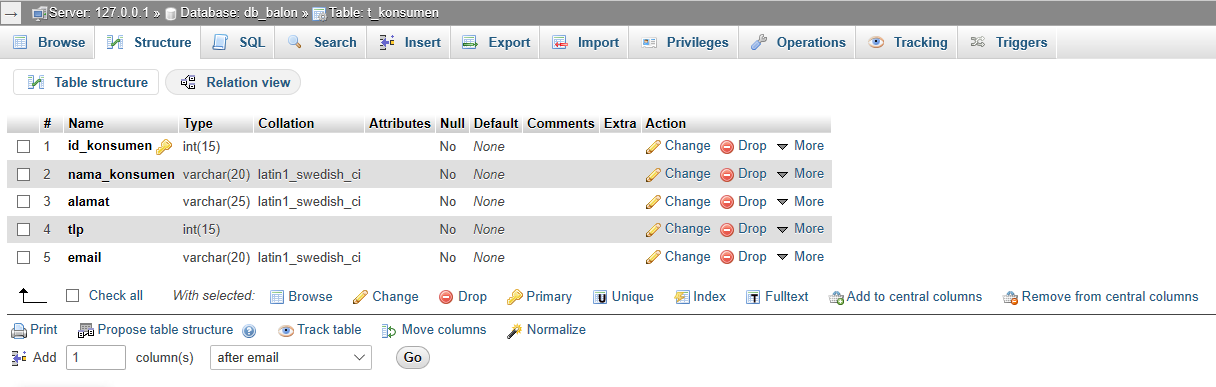 Server: 127.0.0.1 » Database: db_balon » Table: t_konsumen
Browse Structure SQL Search Insert Export Import Privileges Operations Tracking Triggers
Table structure Relation view
# Name Type Collation Attributes Null Default Comments Extra Action
1 id_konsumen int(15) No None Change Drop More
2 nama_konsumen varchar(20) latin1_swedish_ci No None Change Drop More
3 alamat varchar(25) latin1_swedish_ci No None Change Drop More
4 tlp int(15) No None Change Drop More
5 email varchar(20) latin1_swedish_ci No None Change Drop More
Check all With selected: Browse Change Drop Primary Unique Index Fulltext Add to central columns Remove from central columns
Print Propose table structure Track table Move columns Normalize
Add 1 column(s) after email Go